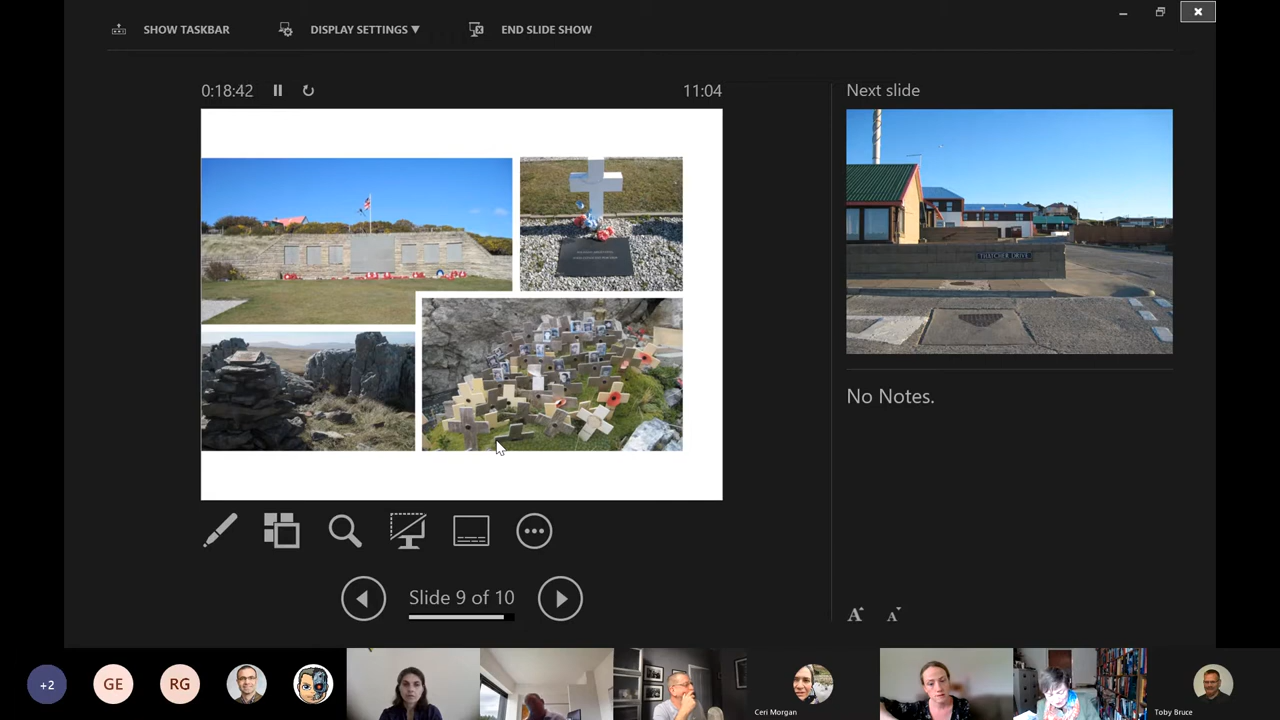 SHOW TASKBAR
DISPLAY SETTINGS ▼
END SLIDE SHOW
0:18:42
11:04
Next slide
THATCHER DRIVE
No Notes.
Slide 9 of 10
A A
+2
GE
RG
Ceri Morgan
Toby Bruce